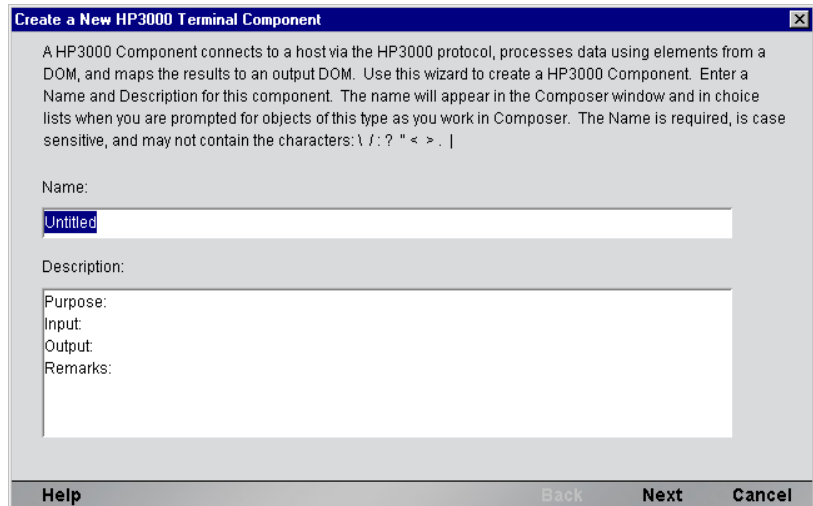 Create a New HP3000 Terminal Component
A HP3000 Component connects to a host via the HP3000 protocol, processes data using elements from a
DOM, and maps the results to an output DOM.  Use this wizard to create a HP3000 Component.  Enter a
Name and Description for this component.  The name will appear in the Composer window and in choice
lists when you are prompted for objects of this type as you work in Composer.  The Name is required, is case
sensitive, and may not contain the characters: \ / : ? " < > . |
Name:
Untitled
Description:
Purpose:
Input:
Output:
Remarks:
Help Back Next Cancel